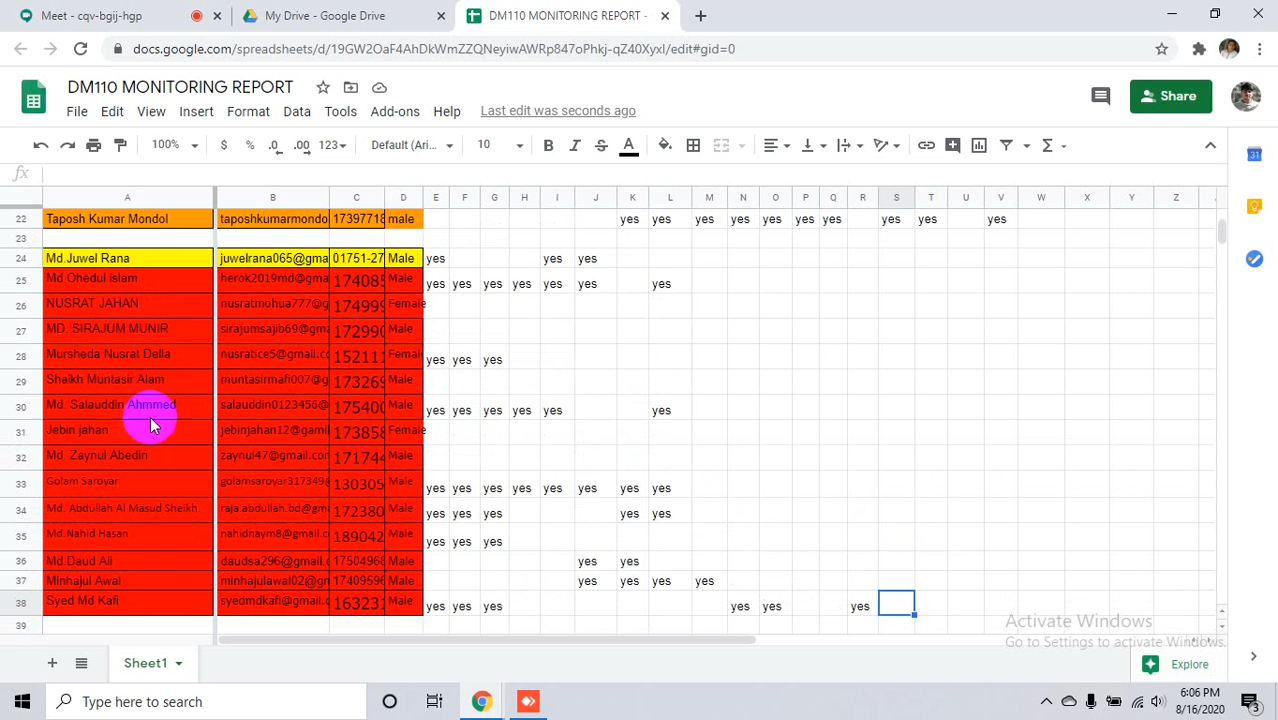 Meet - cqv-bgij-htp
My Drive - Google Drive
DM110 MONITORING REPORT -
docs.google.com/spreadsheets/d/19GW2OaF4AhDkWmZZQNeyiwAWRp847oPhkj-qZ40XyxI/edit#gid=0
DM110 MONITORING REPORT
File Edit View Insert Format Data Tools Add-ons Help Last edit was seconds ago
Share
100% $ % .0 .00 123 Default (Ari... 10 B I S A
fx
A B C D E F G H I J K L M N O P Q R S T U V W X Y Z
22 Taposh Kumar Mondol taposhkumarmondo 17397718 male yes yes yes yes yes yes yes yes yes yes
23
24 Md.Juwel Rana juwelrana065@gma 01751-27 Male yes yes yes
25 Md Ohedul islam herok2019md@gma 174085 Male yes yes yes yes yes yes yes
26 NUSRAT JAHAN nusratmohua777@g 174999 Female
27 MD. SIRAJUM MUNIR sirajumsajib69@gma 172990 Male
28 Mursheda Nusrat Della nusratice5@gmail.co 152111 Female yes yes yes
29 Shaikh Muntasir Alam muntasirmafi007@g 173269 Male
30 Md. Salauddin Ahmmed salauddin0123456@ 175400 Male yes yes yes yes yes yes
31 Jebin jahan jebinjahan12@gamil 173858 Female
32 Md. Zaynul Abedin zaynul47@gmail.com 171744 Male
33 Golam Saroyar golamsaroyar317349@ 130305 Male yes yes yes yes yes yes yes yes
34 Md. Abdullah Al Masud Sheikh raja.abdullah.bd@gma 172380 Male yes yes yes yes yes
35 Md.Nahid Hasan nahidnaym8@gmail.c 189042 Male yes yes yes
36 Md.Daud Ali daudsa296@gmail.co 17504968 Male yes yes
37 Minhajul Awal minhajulawal02@gn 17409596 Male yes yes yes yes
38 Syed Md Kafi syedmdkafi@gmail.co 163231 Male yes yes yes yes yes yes
39
Activate Windows
Go to Settings to activate Windows.
Sheet1
Explore
Type here to search
6:06 PM
8/16/2020
3